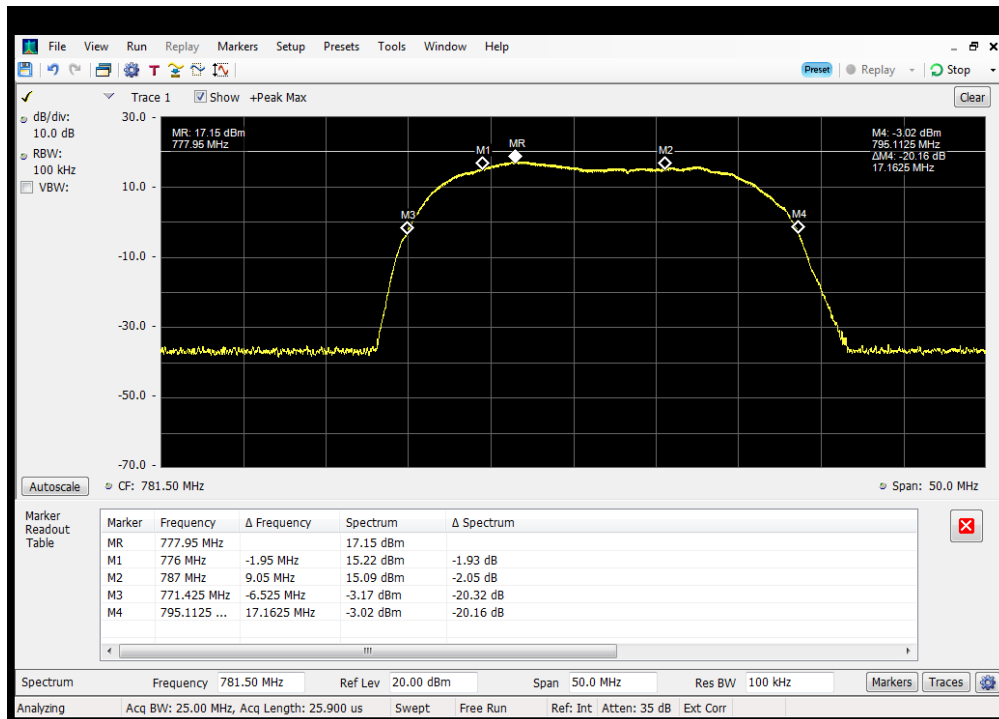 File View Run Replay Markers Setup Presets Tools Window Help
T Preset Replay Stop
Trace 1 Show +Peak Max Clear
dB/div:
10.0 dB
RBW:
100 kHz
VBW:
30.0 -
10.0 -
-10.0 -
-30.0 -
-50.0 -
-70.0 -
MR: 17.15 dBm
777.95 MHz
M1 MR M2
M3 M4
M4: -3.02 dBm
795.1125 MHz
ΔM4: -20.16 dB
17.1625 MHz
Autoscale CF: 781.50 MHz Span: 50.0 MHz
Marker
Readout
Table
Marker Frequency Δ Frequency Spectrum Δ Spectrum
MR 777.95 MHz 17.15 dBm
M1 776 MHz -1.95 MHz 15.22 dBm -1.93 dB
M2 787 MHz 9.05 MHz 15.09 dBm -2.05 dB
M3 771.425 MHz -6.525 MHz -3.17 dBm -20.32 dB
M4 795.1125 ... 17.1625 MHz -3.02 dBm -20.16 dB
Spectrum Frequency 781.50 MHz Ref Lev 20.00 dBm Span 50.0 MHz Res BW 100 kHz Markers Traces
Analyzing Acq BW: 25.00 MHz, Acq Length: 25.900 us Swept Free Run Ref: Int Atten: 35 dB Ext Corr